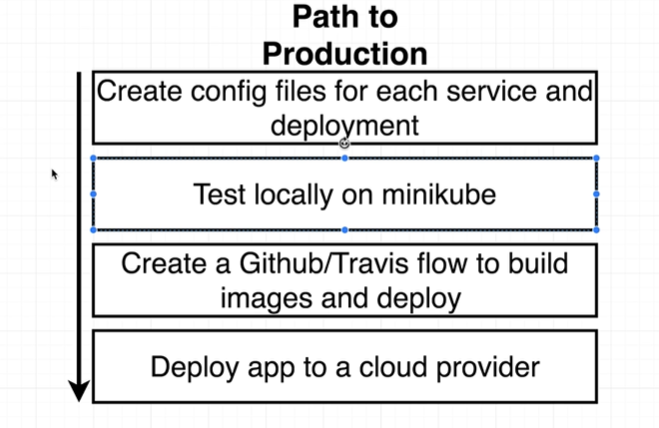 Path to
Production
Create config files for each service and
deployment
Test locally on minikube
Create a Github/Travis flow to build
images and deploy
Deploy app to a cloud provider